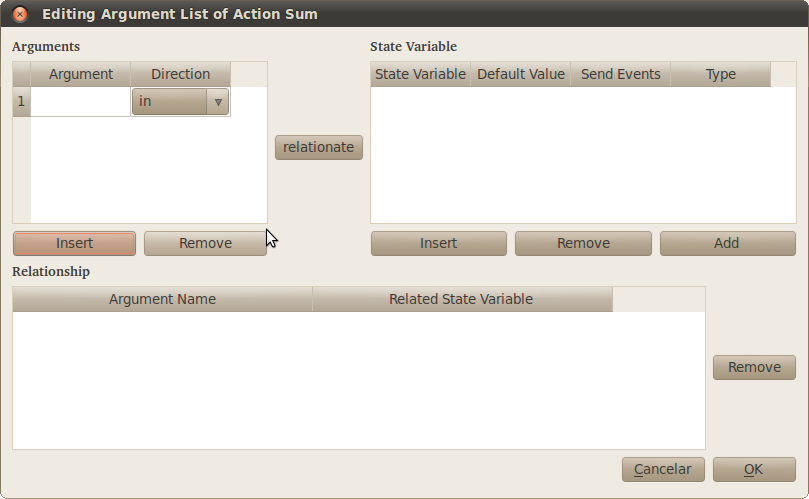 Editing Argument List of Action Sum
Arguments
Argument Direction
1 in
Insert Remove
relationate
State Variable
State Variable Default Value Send Events Type
Insert Remove Add
Relationship
Argument Name Related State Variable
Remove
Cancelar OK